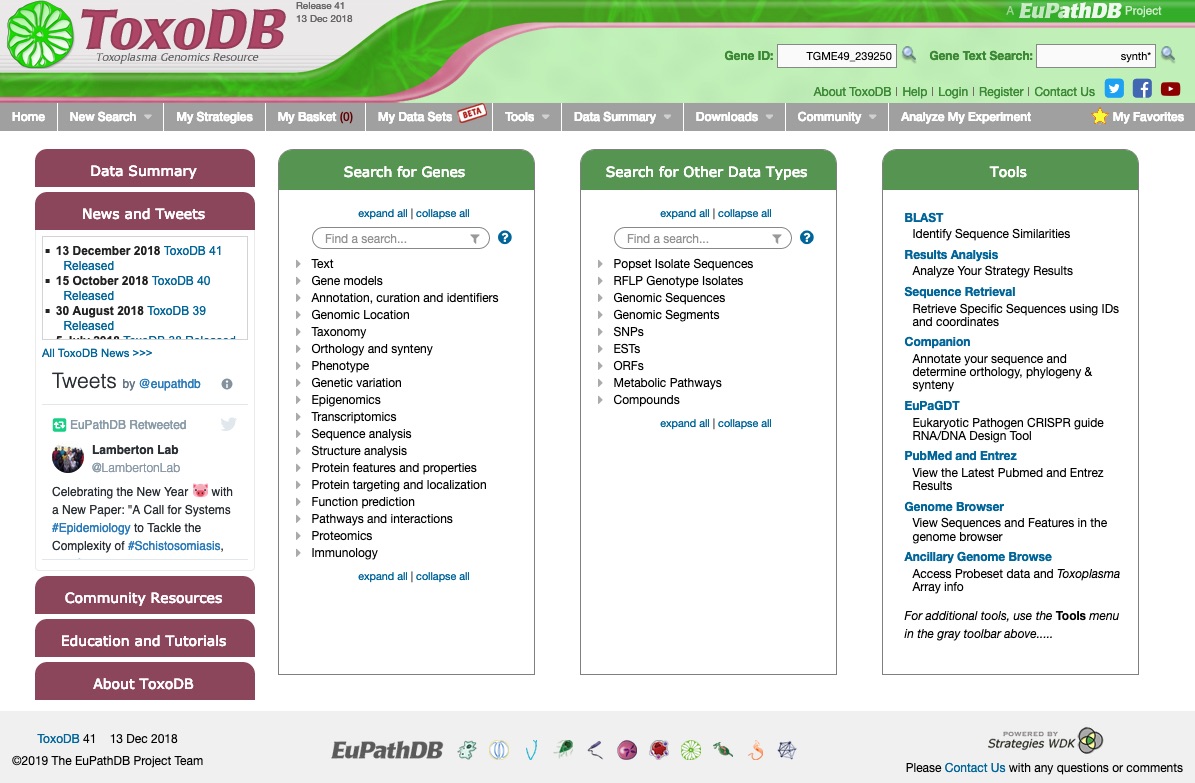 ToxoDB
Toxoplasma Genomics Resource
Release 41
13 Dec 2018
A EuPathDB Project
Gene ID: TGME49_239250 Gene Text Search: synth*
About ToxoDB | Help | Login | Register | Contact Us
Home New Search My Strategies My Basket (0) My Data Sets BETA Tools Data Summary Downloads Community Analyze My Experiment My Favorites
Data Summary
News and Tweets
13 December 2018 ToxoDB 41
Released
15 October 2018 ToxoDB 40
Released
30 August 2018 ToxoDB 39
Released
5 July 2018 ToxoDB 38 Released
All ToxoDB News >>>
Tweets by @eupathdb
EuPathDB Retweeted
Lamberton Lab
@LambertonLab
Celebrating the New Year 🐷 with
a New Paper: "A Call for Systems
#Epidemiology to Tackle the
Complexity of #Schistosomiasis,
Community Resources
Education and Tutorials
About ToxoDB
Search for Genes
expand all | collapse all
Find a search...
Text
Gene models
Annotation, curation and identifiers
Genomic Location
Taxonomy
Orthology and synteny
Phenotype
Genetic variation
Epigenomics
Transcriptomics
Sequence analysis
Structure analysis
Protein features and properties
Protein targeting and localization
Function prediction
Pathways and interactions
Proteomics
Immunology
expand all | collapse all
Search for Other Data Types
expand all | collapse all
Find a search...
Popset Isolate Sequences
RFLP Genotype Isolates
Genomic Sequences
Genomic Segments
SNPs
ESTs
ORFs
Metabolic Pathways
Compounds
expand all | collapse all
Tools
BLAST
Identify Sequence Similarities
Results Analysis
Analyze Your Strategy Results
Sequence Retrieval
Retrieve Specific Sequences using IDs
and coordinates
Companion
Annotate your sequence and
determine orthology, phylogeny &
synteny
EuPaGDT
Eukaryotic Pathogen CRISPR guide
RNA/DNA Design Tool
PubMed and Entrez
View the Latest Pubmed and Entrez
Results
Genome Browser
View Sequences and Features in the
genome browser
Ancillary Genome Browse
Access Probeset data and Toxoplasma
Array info
For additional tools, use the Tools menu
in the gray toolbar above.....
ToxoDB 41 13 Dec 2018
©2019 The EuPathDB Project Team
EuPathDB
POWERED BY
Strategies WDK
Please Contact Us with any questions or comments